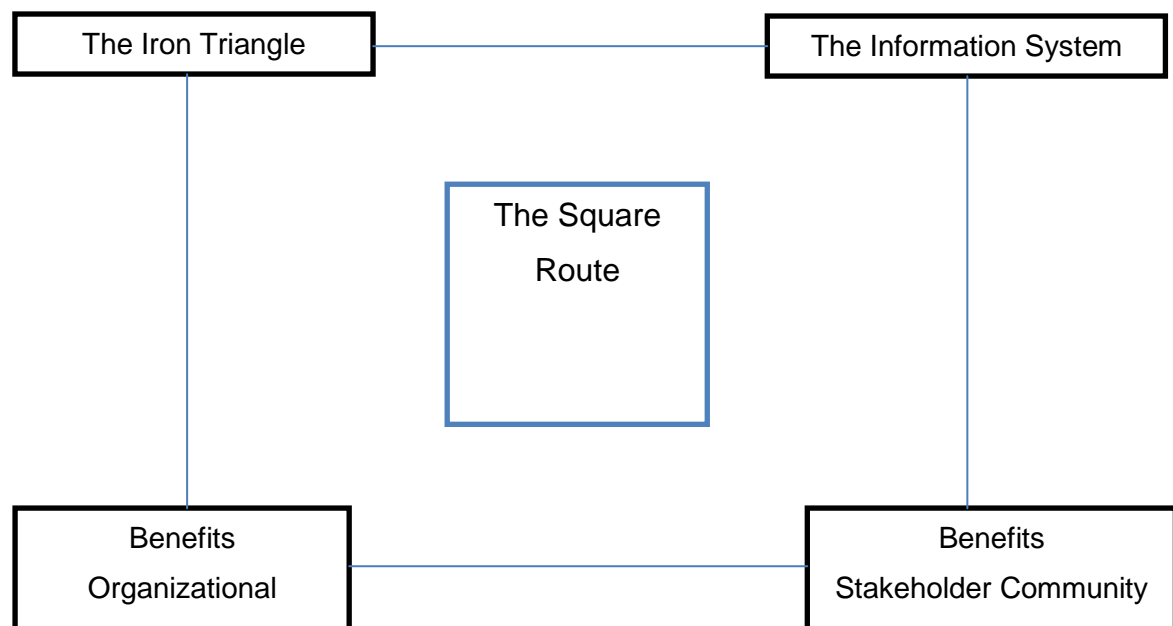 The Iron Triangle
The Information System
The Square
Route
Benefits
Organizational
Benefits
Stakeholder Community